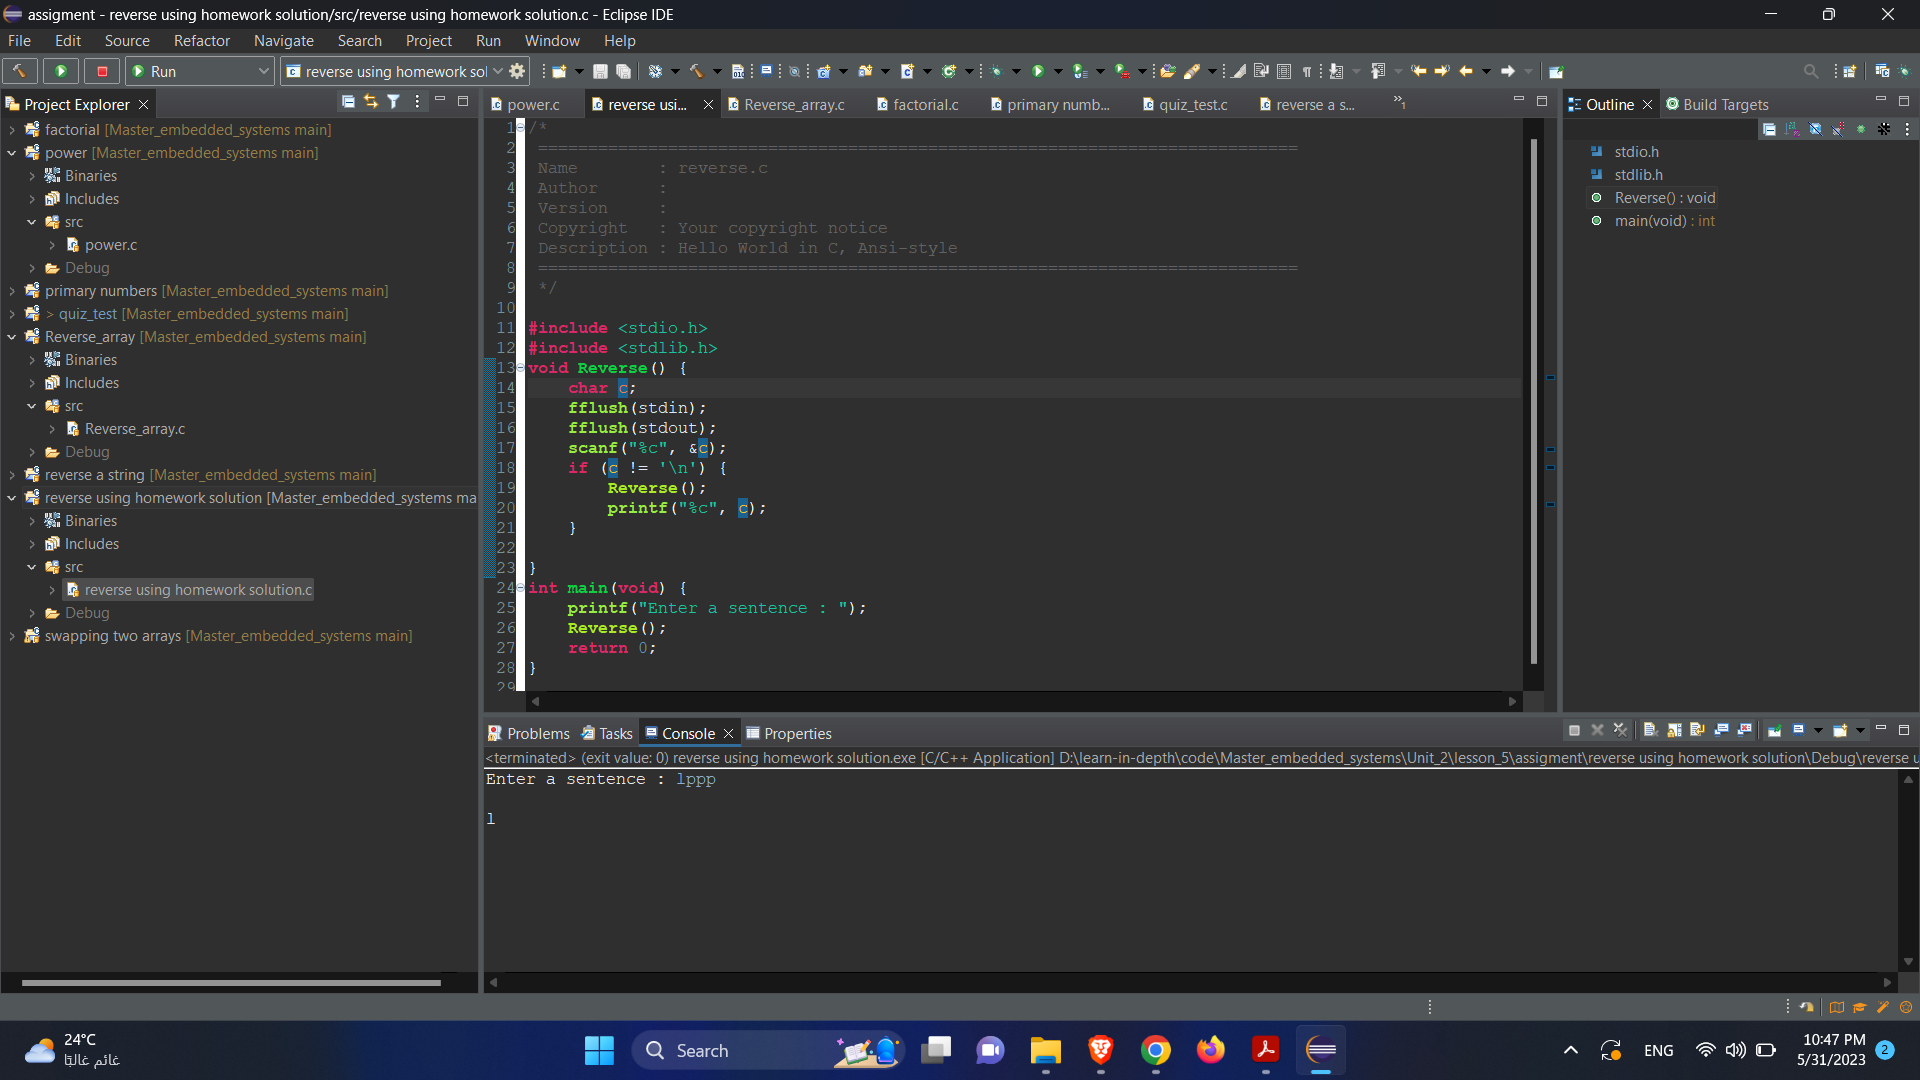 assigment - reverse using homework solution/src/reverse using homework solution.c - Eclipse IDE
File Edit Source Refactor Navigate Search Project Run Window Help
Run reverse using homework sol
Project Explorer
factorial [Master_embedded_systems main]
power [Master_embedded_systems main]
Binaries
Includes
src
power.c
Debug
primary numbers [Master_embedded_systems main]
> quiz_test [Master_embedded_systems main]
Reverse_array [Master_embedded_systems main]
Binaries
Includes
src
Reverse_array.c
Debug
reverse a string [Master_embedded_systems main]
reverse using homework solution [Master_embedded_systems ma
Binaries
Includes
src
reverse using homework solution.c
Debug
swapping two arrays [Master_embedded_systems main]
power.c reverse usi... Reverse_array.c factorial.c primary numb... quiz_test.c reverse a s... »1
1 /*
2 ============================================================================
3 Name : reverse.c
4 Author :
5 Version :
6 Copyright : Your copyright notice
7 Description : Hello World in C, Ansi-style
8 ============================================================================
9 */
10
11 #include <stdio.h>
12 #include <stdlib.h>
13 void Reverse() {
14 char c;
15 fflush(stdin);
16 fflush(stdout);
17 scanf("%c", &c);
18 if (c != '\n') {
19 Reverse();
20 printf("%c", c);
21 }
22
23 }
24 int main(void) {
25 printf("Enter a sentence : ");
26 Reverse();
27 return 0;
28 }
29
Outline Build Targets
stdio.h
stdlib.h
Reverse() : void
main(void) : int
Problems Tasks Console Properties
<terminated> (exit value: 0) reverse using homework solution.exe [C/C++ Application] D:\learn-in-depth\code\Master_embedded_systems\Unit_2\lesson_5\assigment\reverse using homework solution\Debug\reverse u
Enter a sentence : lppp
l
24°C
غائم غالبًا
Search
ENG
10:47 PM
5/31/2023
2